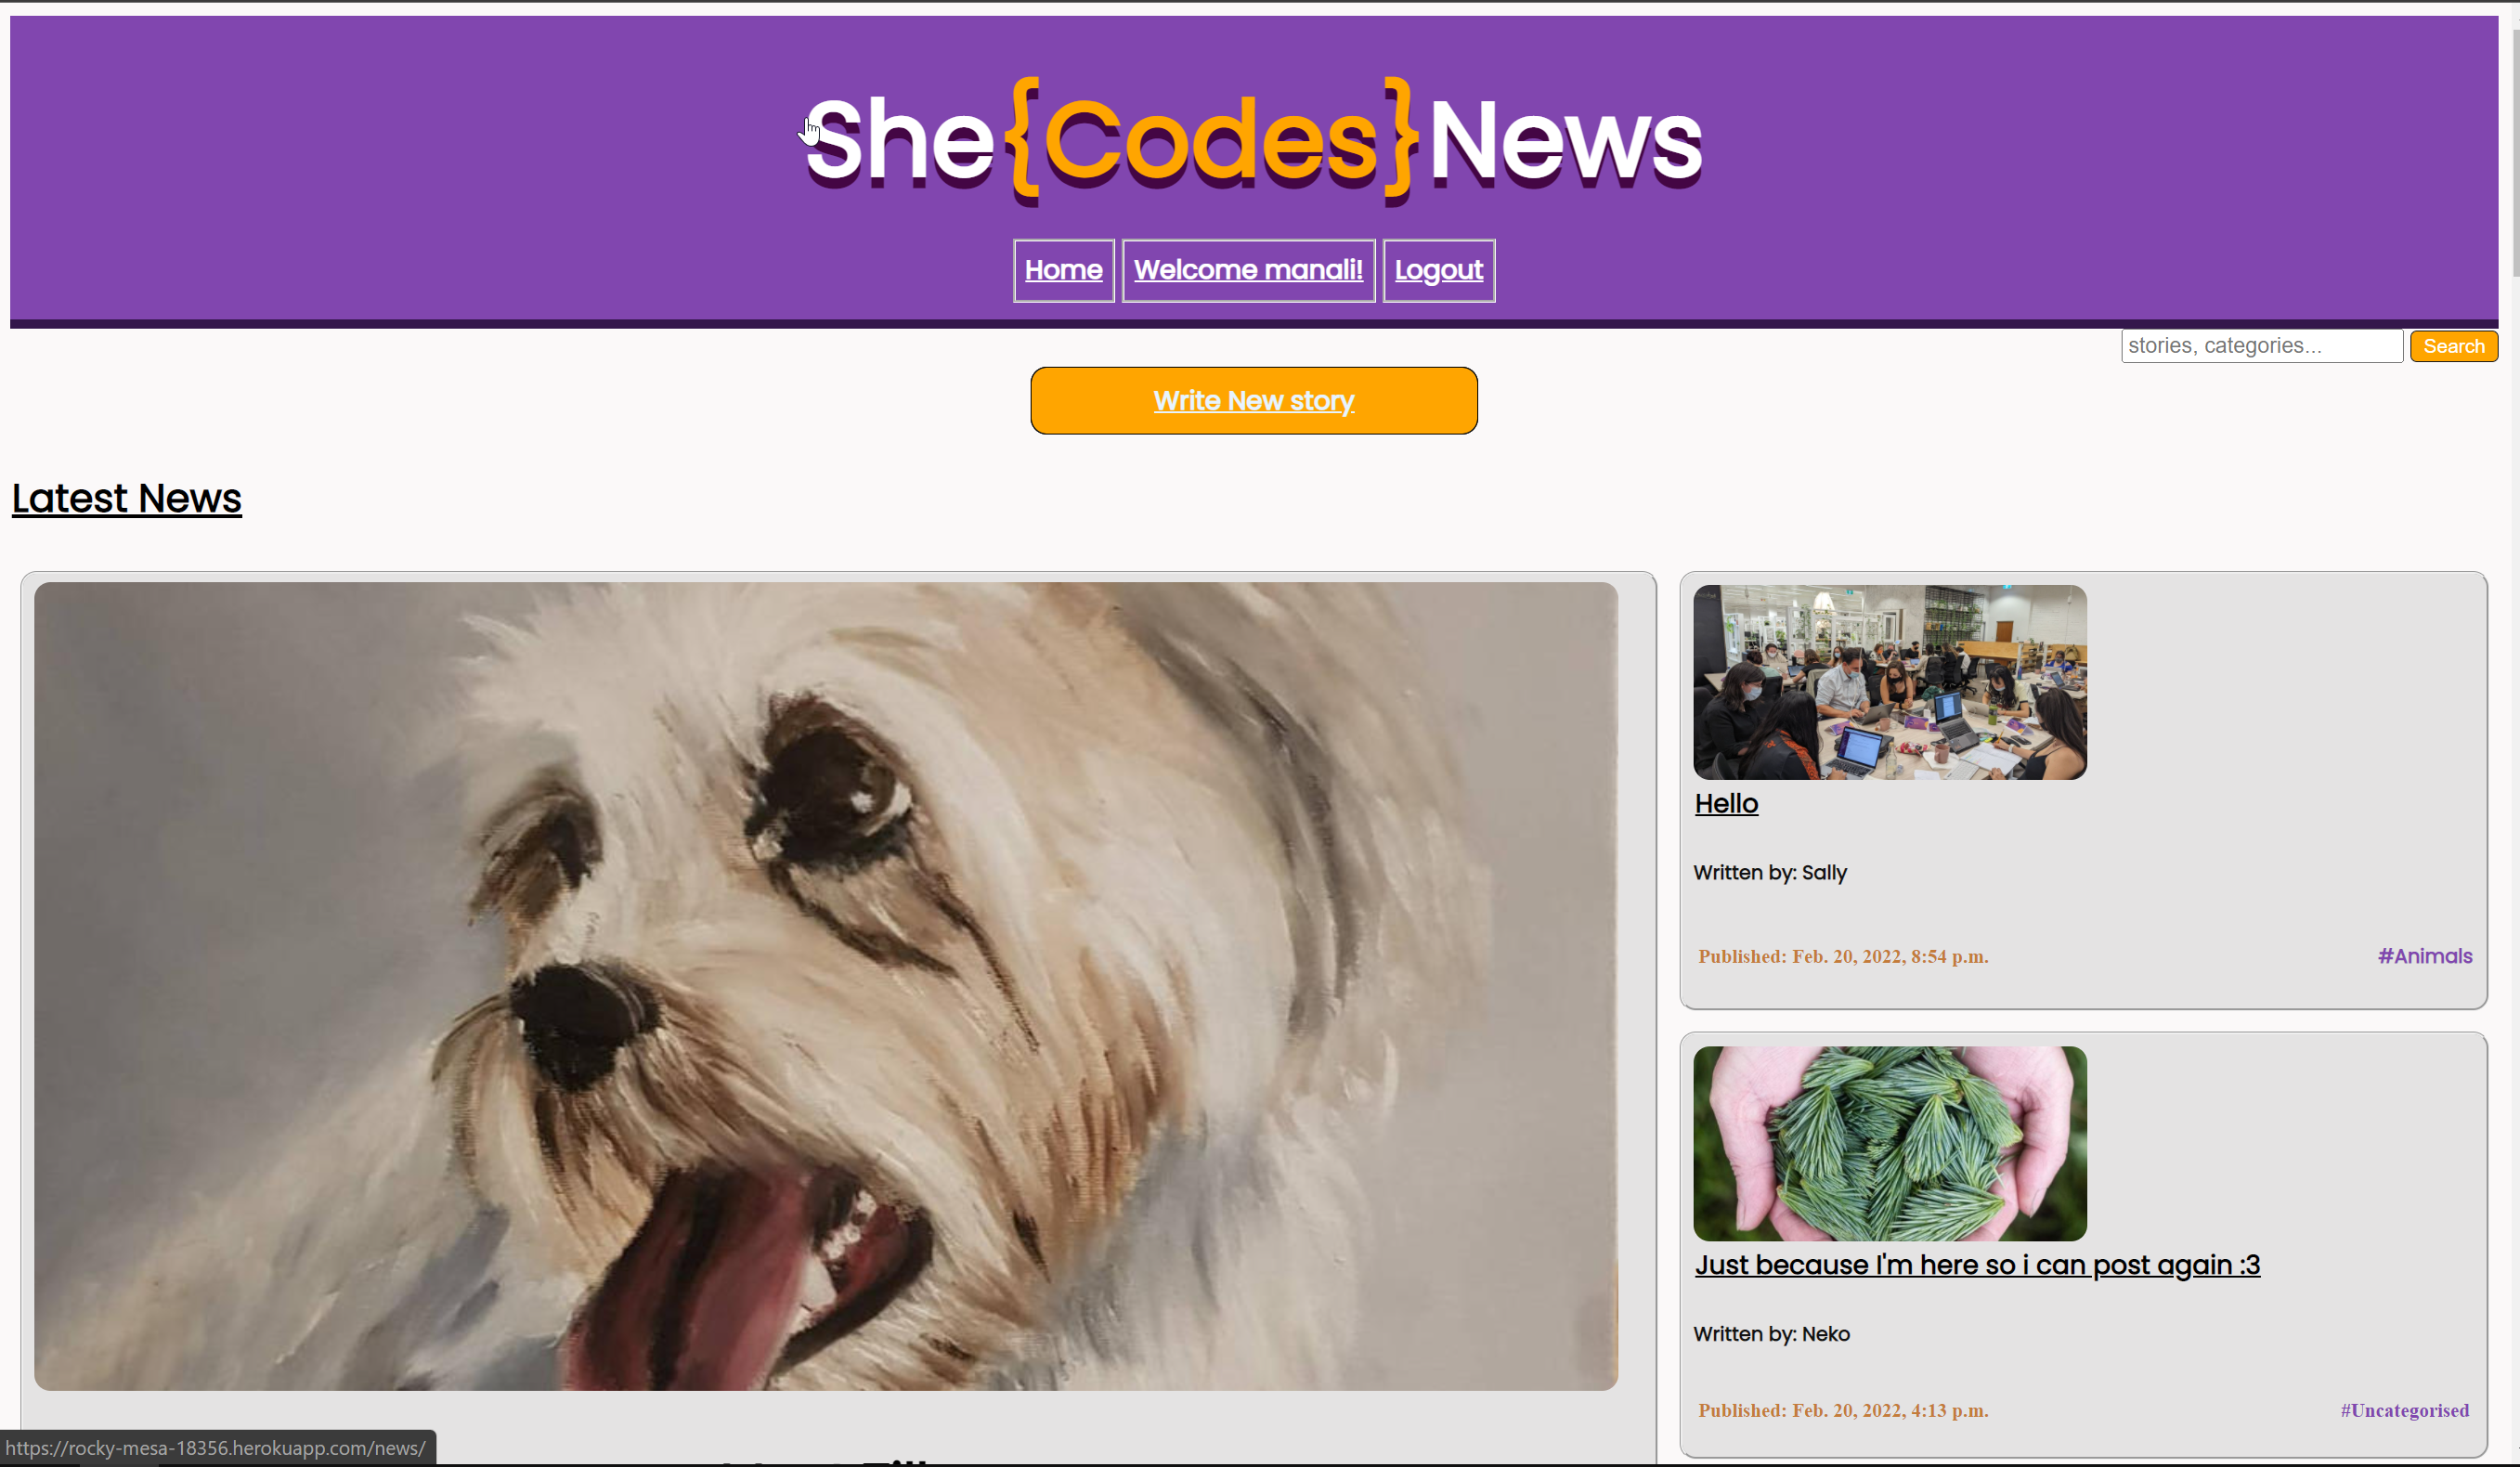 She{Codes}News
Home Welcome manali! Logout
stories, categories... Search
Write New story
Latest News
Hello
Written by: Sally
Published: Feb. 20, 2022, 8:54 p.m. #Animals
Just because I'm here so i can post again :3
Written by: Neko
Published: Feb. 20, 2022, 4:13 p.m. #Uncategorised
https://rocky-mesa-18356.herokuapp.com/news/